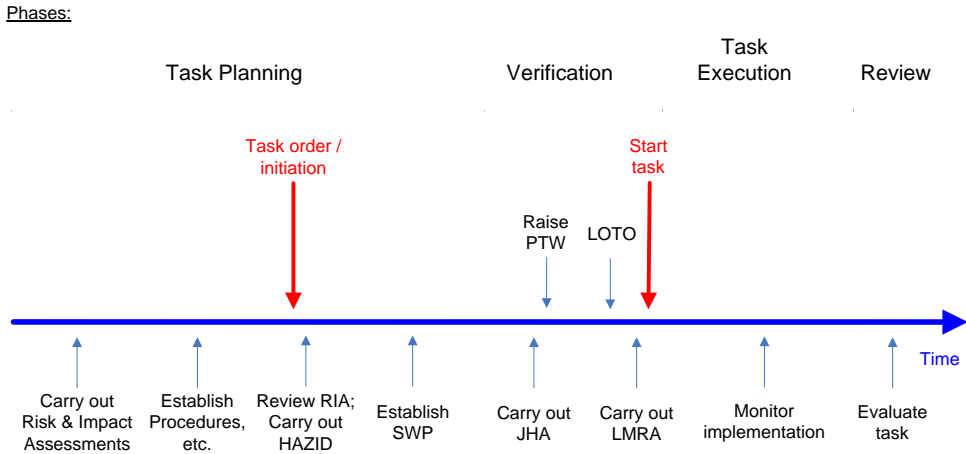 Phases:
Task Planning
Verification
Task
Execution
Review
Task order /
initiation
Start
task
Raise
PTW
LOTO
Time
Carry out
Risk & Impact
Assessments
Establish
Procedures,
etc.
Review RIA;
Carry out
HAZID
Establish
SWP
Carry out
JHA
Carry out
LMRA
Monitor
implementation
Evaluate
task